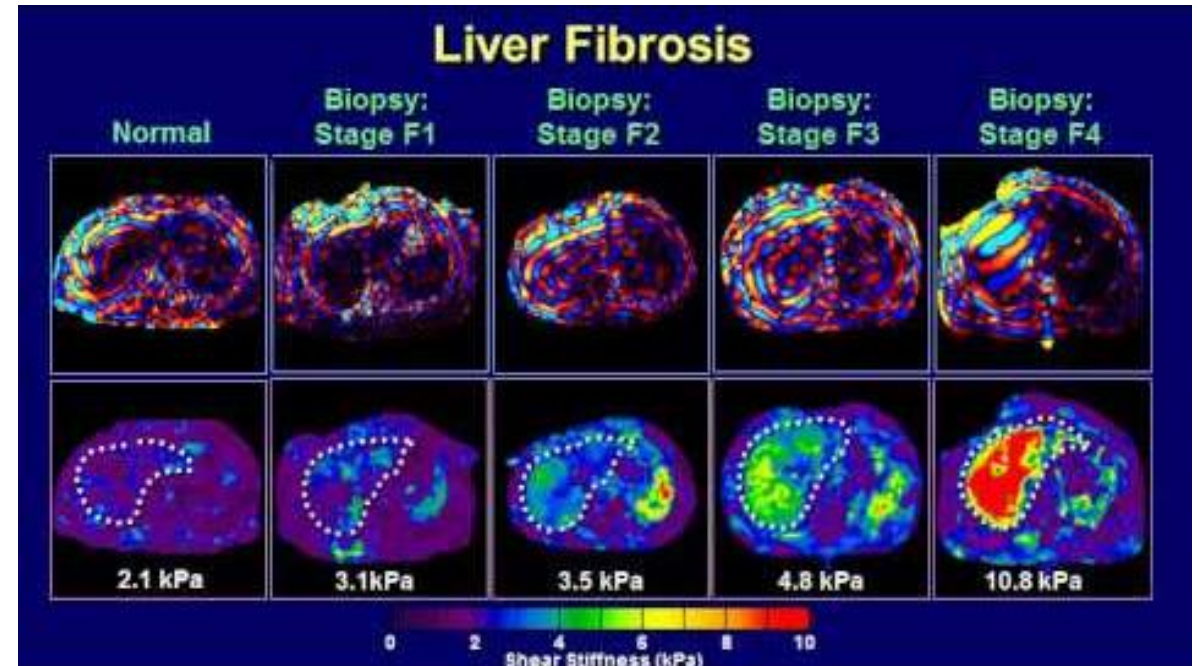 Liver Fibrosis
Normal
Biopsy:
Stage F1
Biopsy:
Stage F2
Biopsy:
Stage F3
Biopsy:
Stage F4
2.1 kPa
3.1kPa
3.5 kPa
4.8 kPa
10.8 kPa
0 2 4 6 8 10
Shear Stiffness (kPa)